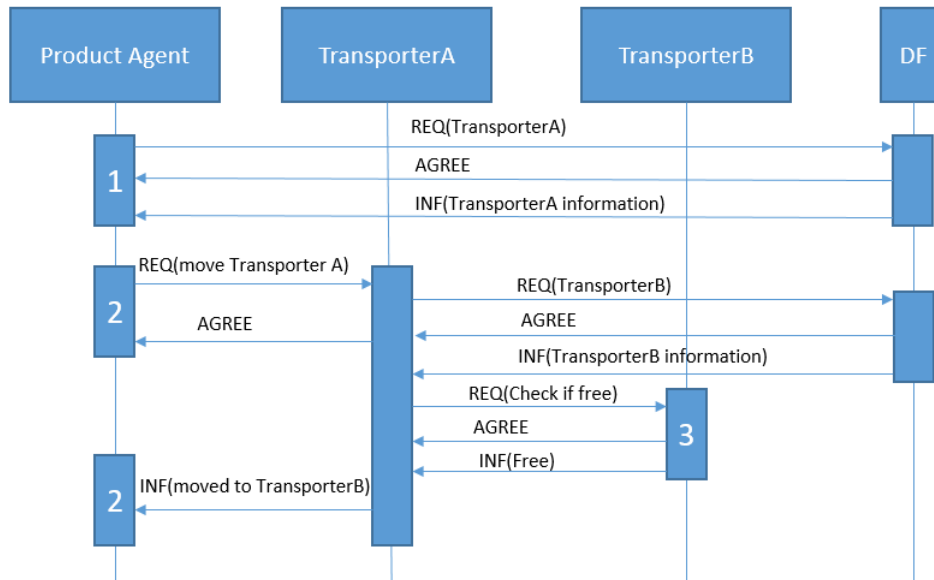 Product Agent
TransporterA
TransporterB
DF
REQ(TransporterA)
AGREE
1
INF(TransporterA information)
REQ(move Transporter A)
REQ(TransporterB)
2
AGREE
AGREE
INF(TransporterB information)
REQ(Check if free)
AGREE
3
INF(Free)
INF(moved to TransporterB)
2